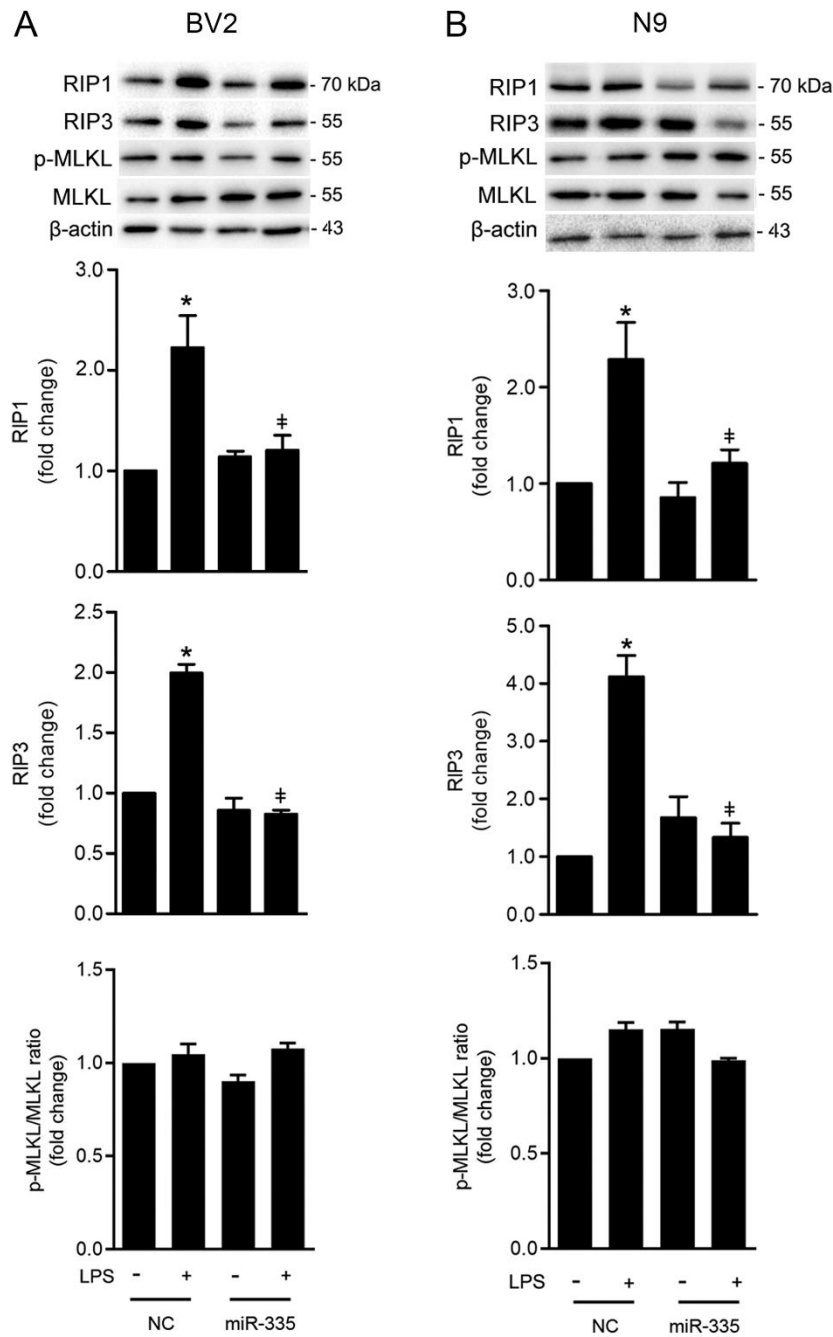 A BV2
RIP1 - 70 kDa
RIP3 - 55
p-MLKL - 55
MLKL - 55
β-actin - 43
RIP1
(fold change)
3.0
2.0
1.0
0.0
*
ǂ
RIP3
(fold change)
2.5
2.0
1.5
1.0
0.5
0.0
*
ǂ
p-MLKL/MLKL ratio
(fold change)
1.5
1.0
0.5
0.0
LPS - + - +
NC miR-335
B N9
RIP1 - 70 kDa
RIP3 - 55
p-MLKL - 55
MLKL - 55
β-actin - 43
RIP1
(fold change)
3.0
2.0
1.0
0.0
*
ǂ
RIP3
(fold change)
5.0
4.0
2.0
1.0
0.0
*
ǂ
p-MLKL/MLKL ratio
(fold change)
1.5
1.0
0.5
0.0
LPS - + - +
NC miR-335